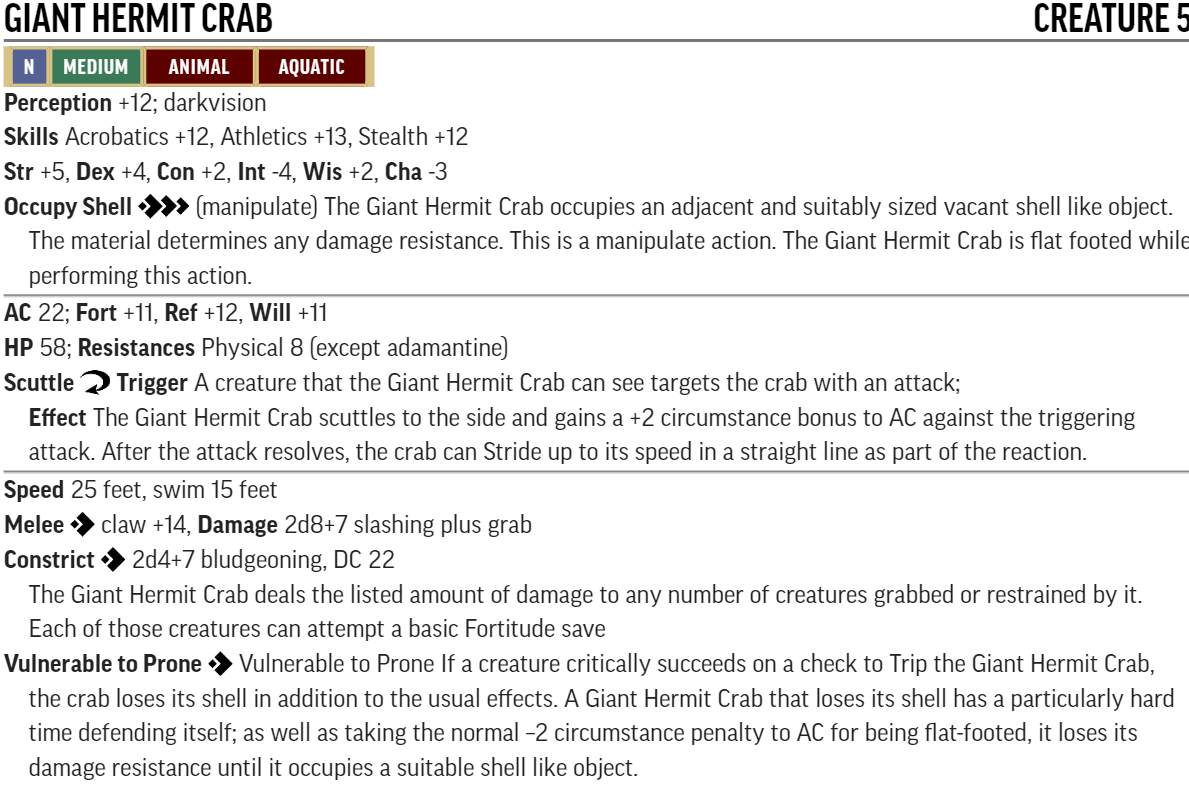 GIANT HERMIT CRAB CREATURE 5
N MEDIUM ANIMAL AQUATIC
Perception +12; darkvision
Skills Acrobatics +12, Athletics +13, Stealth +12
Str +5, Dex +4, Con +2, Int -4, Wis +2, Cha -3
Occupy Shell (manipulate) The Giant Hermit Crab occupies an adjacent and suitably sized vacant shell like object.
The material determines any damage resistance. This is a manipulate action. The Giant Hermit Crab is flat footed while
performing this action.
AC 22; Fort +11, Ref +12, Will +11
HP 58; Resistances Physical 8 (except adamantine)
Scuttle Trigger A creature that the Giant Hermit Crab can see targets the crab with an attack;
Effect The Giant Hermit Crab scuttles to the side and gains a +2 circumstance bonus to AC against the triggering
attack. After the attack resolves, the crab can Stride up to its speed in a straight line as part of the reaction.
Speed 25 feet, swim 15 feet
Melee claw +14, Damage 2d8+7 slashing plus grab
Constrict 2d4+7 bludgeoning, DC 22
The Giant Hermit Crab deals the listed amount of damage to any number of creatures grabbed or restrained by it.
Each of those creatures can attempt a basic Fortitude save
Vulnerable to Prone Vulnerable to Prone If a creature critically succeeds on a check to Trip the Giant Hermit Crab,
the crab loses its shell in addition to the usual effects. A Giant Hermit Crab that loses its shell has a particularly hard
time defending itself; as well as taking the normal –2 circumstance penalty to AC for being flat-footed, it loses its
damage resistance until it occupies a suitable shell like object.